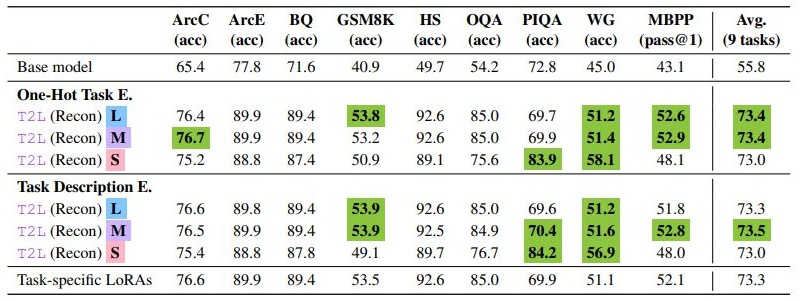 ArcC ArcE BQ GSM8K HS OQA PIQA WG MBPP Avg.
(acc) (acc) (acc) (acc) (acc) (acc) (acc) (acc) (pass@1) (9 tasks)
Base model 65.4 77.8 71.6 40.9 49.7 54.2 72.8 45.0 43.1 55.8
One-Hot Task E.
T2L (Recon) L 76.4 89.9 89.4 53.8 92.6 85.0 69.7 51.2 52.6 73.4
T2L (Recon) M 76.7 89.9 89.4 53.2 92.6 85.0 69.9 51.4 52.9 73.4
T2L (Recon) S 75.2 88.8 87.4 50.9 89.1 75.6 83.9 58.1 48.1 73.0
Task Description E.
T2L (Recon) L 76.6 89.8 89.4 53.9 92.6 85.0 69.6 51.2 51.8 73.3
T2L (Recon) M 76.5 89.9 89.4 53.9 92.5 84.9 70.4 51.6 52.8 73.5
T2L (Recon) S 75.4 88.8 87.8 49.1 89.7 76.7 84.2 56.9 48.0 73.0
Task-specific LoRAs 76.6 89.9 89.4 53.5 92.6 85.0 69.9 51.1 52.1 73.3